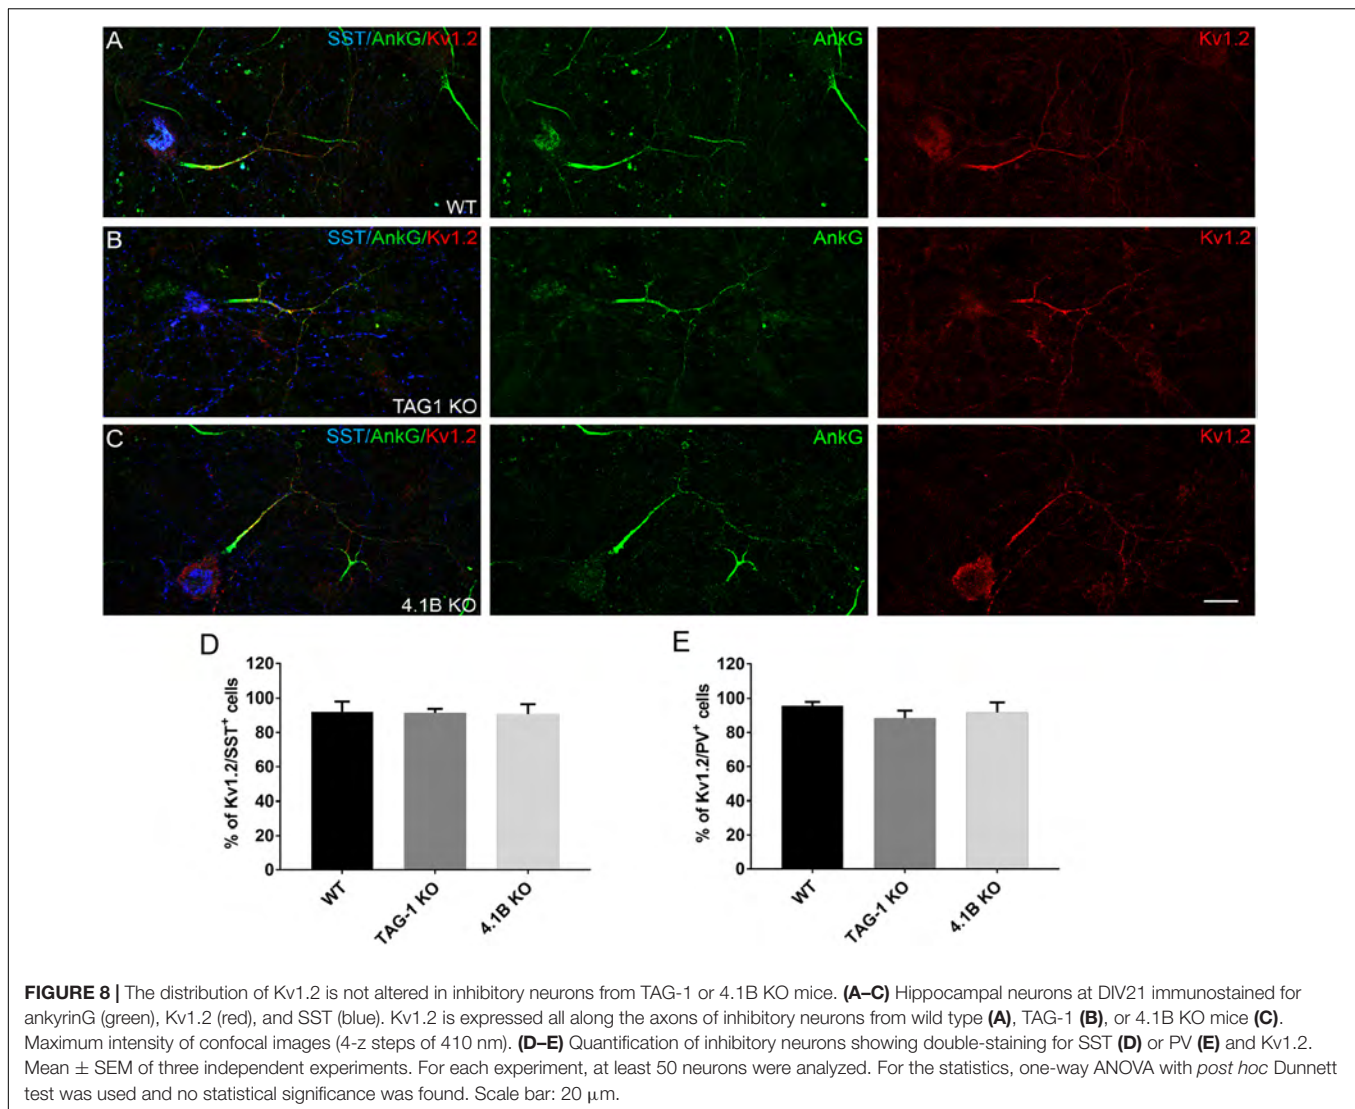 A
SST/AnkG/Kv1.2
AnkG
Kv1.2
WT
B
SST/AnkG/Kv1.2
AnkG
Kv1.2
TAG1 KO
C
SST/AnkG/Kv1.2
AnkG
Kv1.2
4.1B KO
D
% of Kv1.2/SST+ cells
120
100
80
60
40
20
0
WT
TAG-1 KO
4.1B KO
E
% of Kv1.2/PV+ cells
120
100
80
60
40
20
0
WT
TAG-1 KO
4.1B KO
FIGURE 8 | The distribution of Kv1.2 is not altered in inhibitory neurons from TAG-1 or 4.1B KO mice. (A–C) Hippocampal neurons at DIV21 immunostained for
ankyrinG (green), Kv1.2 (red), and SST (blue). Kv1.2 is expressed all along the axons of inhibitory neurons from wild type (A), TAG-1 (B), or 4.1B KO mice (C).
Maximum intensity of confocal images (4-z steps of 410 nm). (D–E) Quantification of inhibitory neurons showing double-staining for SST (D) or PV (E) and Kv1.2.
Mean ± SEM of three independent experiments. For each experiment, at least 50 neurons were analyzed. For the statistics, one-way ANOVA with post hoc Dunnett
test was used and no statistical significance was found. Scale bar: 20 μm.